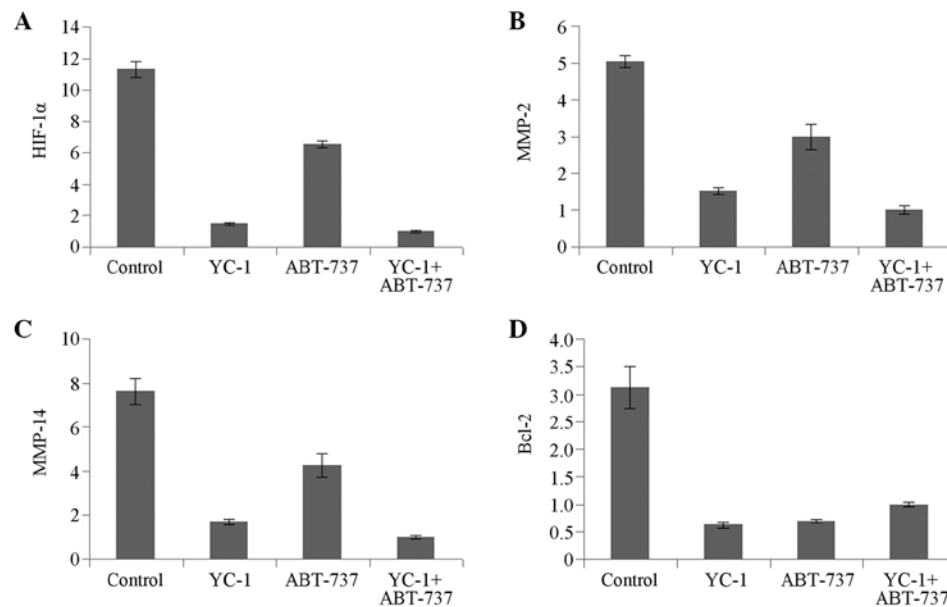 A
HIF-1α
14
12
10
8
6
4
2
0
Control
YC-1
ABT-737
YC-1+
ABT-737
B
MMP-2
6
5
4
3
2
1
0
Control
YC-1
ABT-737
YC-1+
ABT-737
C
MMP-14
10
8
6
4
2
0
Control
YC-1
ABT-737
YC-1+
ABT-737
D
Bcl-2
4.0
3.5
3.0
2.5
2.0
1.5
1.0
0.5
0
Control
YC-1
ABT-737
YC-1+
ABT-737